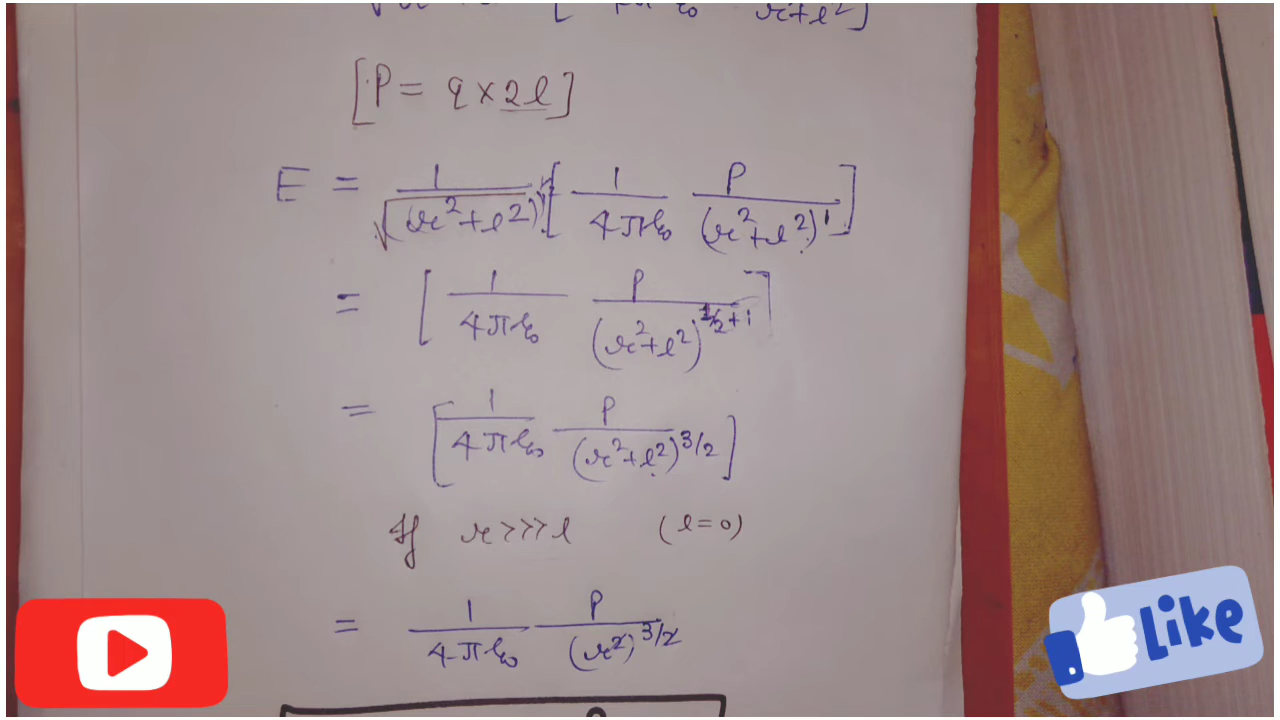 [P = q × 2l]
E = 1/√(r²+l²) [1/4πε₀ P/(r²+l²)¹]
= [1/4πε₀ P/(r²+l²)^1/2+1]
= [1/4πε₀ P/(r²+l²)^3/2]
If r>>>l (l=0)
= 1/4πε₀ P/(r²)^3/2
Like